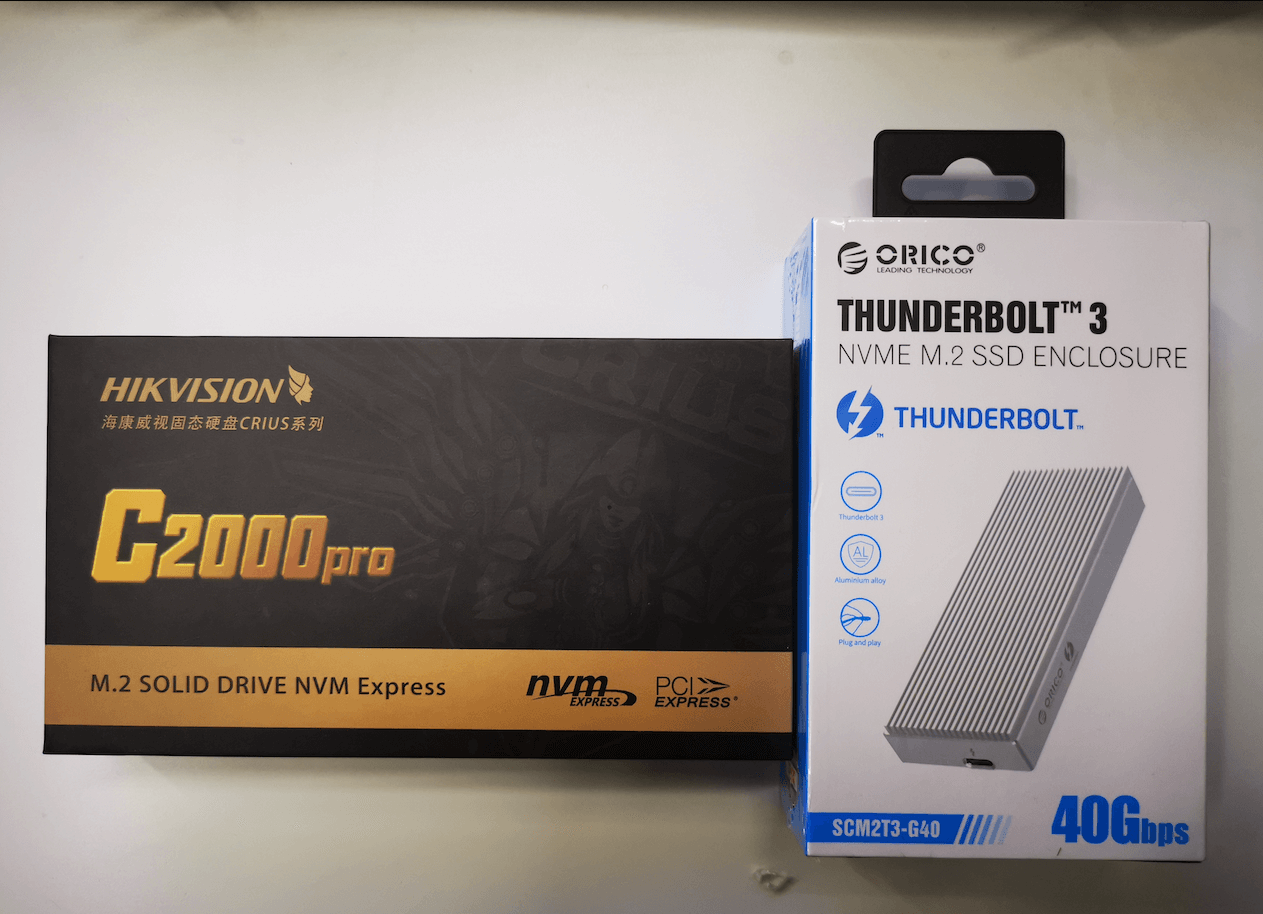 HIKVISION
海康威视固态硬盘CRIUS系列
C2000pro
M.2 SOLID DRIVE NVM Express
nvm
EXPRESS
PCI
EXPRESS®
ORICO®
LEADING TECHNOLOGY
THUNDERBOLT™ 3
NVME M.2 SSD ENCLOSURE
THUNDERBOLT™
Thunderbolt 3
AL
Aluminium alloy
Plug and play
ORICO
SCM2T3-G40
40Gbps